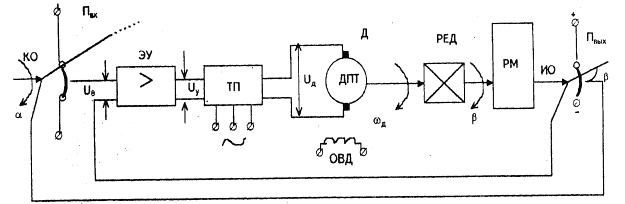 Пвх
КО
α
ЭУ
>
Uв
Uу
ТП
Uд
Д
ДПТ
ОВД
ωд
РЕД
β
РМ
ИО
Пвых
+
β
-